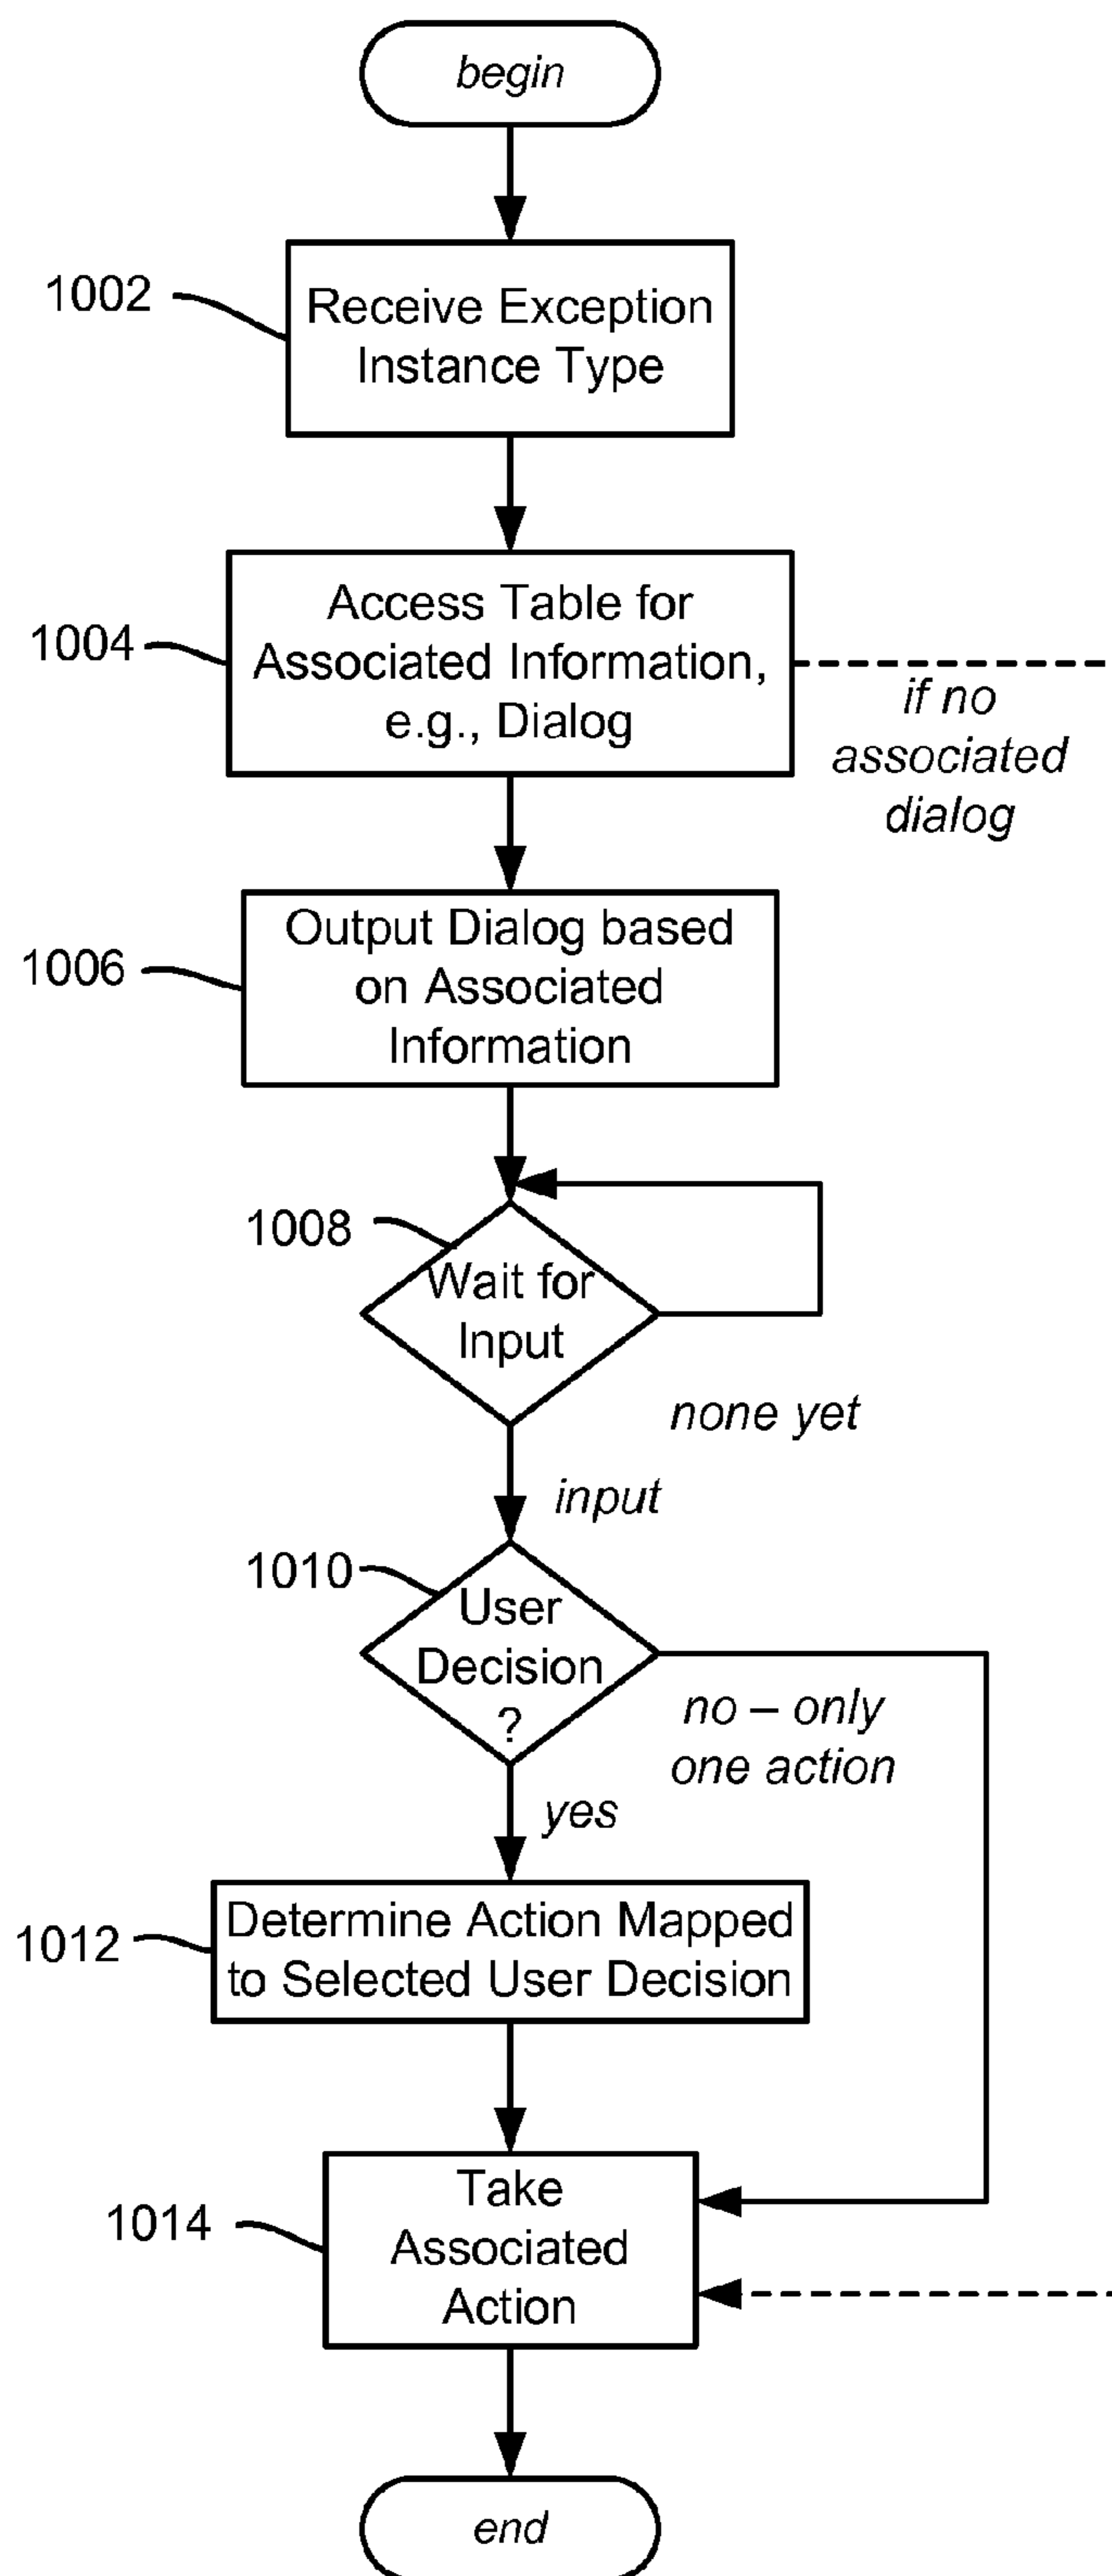 begin
1002
Receive Exception
Instance Type
1004
Access Table for
Associated Information,
e.g., Dialog
if no
associated
dialog
1006
Output Dialog based
on Associated
Information
1008
Wait for
Input
none yet
input
1010
User
Decision
?
no – only
one action
yes
1012
Determine Action Mapped
to Selected User Decision
1014
Take
Associated
Action
end